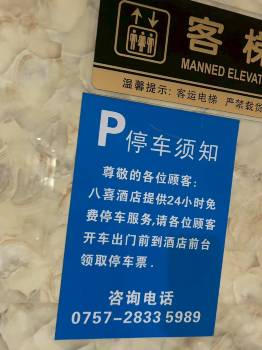 客梯
MANNED ELEVAT
温馨提示: 客运电梯 严禁载货
P停车须知
尊敬的各位顾客:
八喜酒店提供24小时免
费停车服务,请各位顾客
开车出门前到酒店前台
领取停车票.
咨询电话
0757-2833 5989